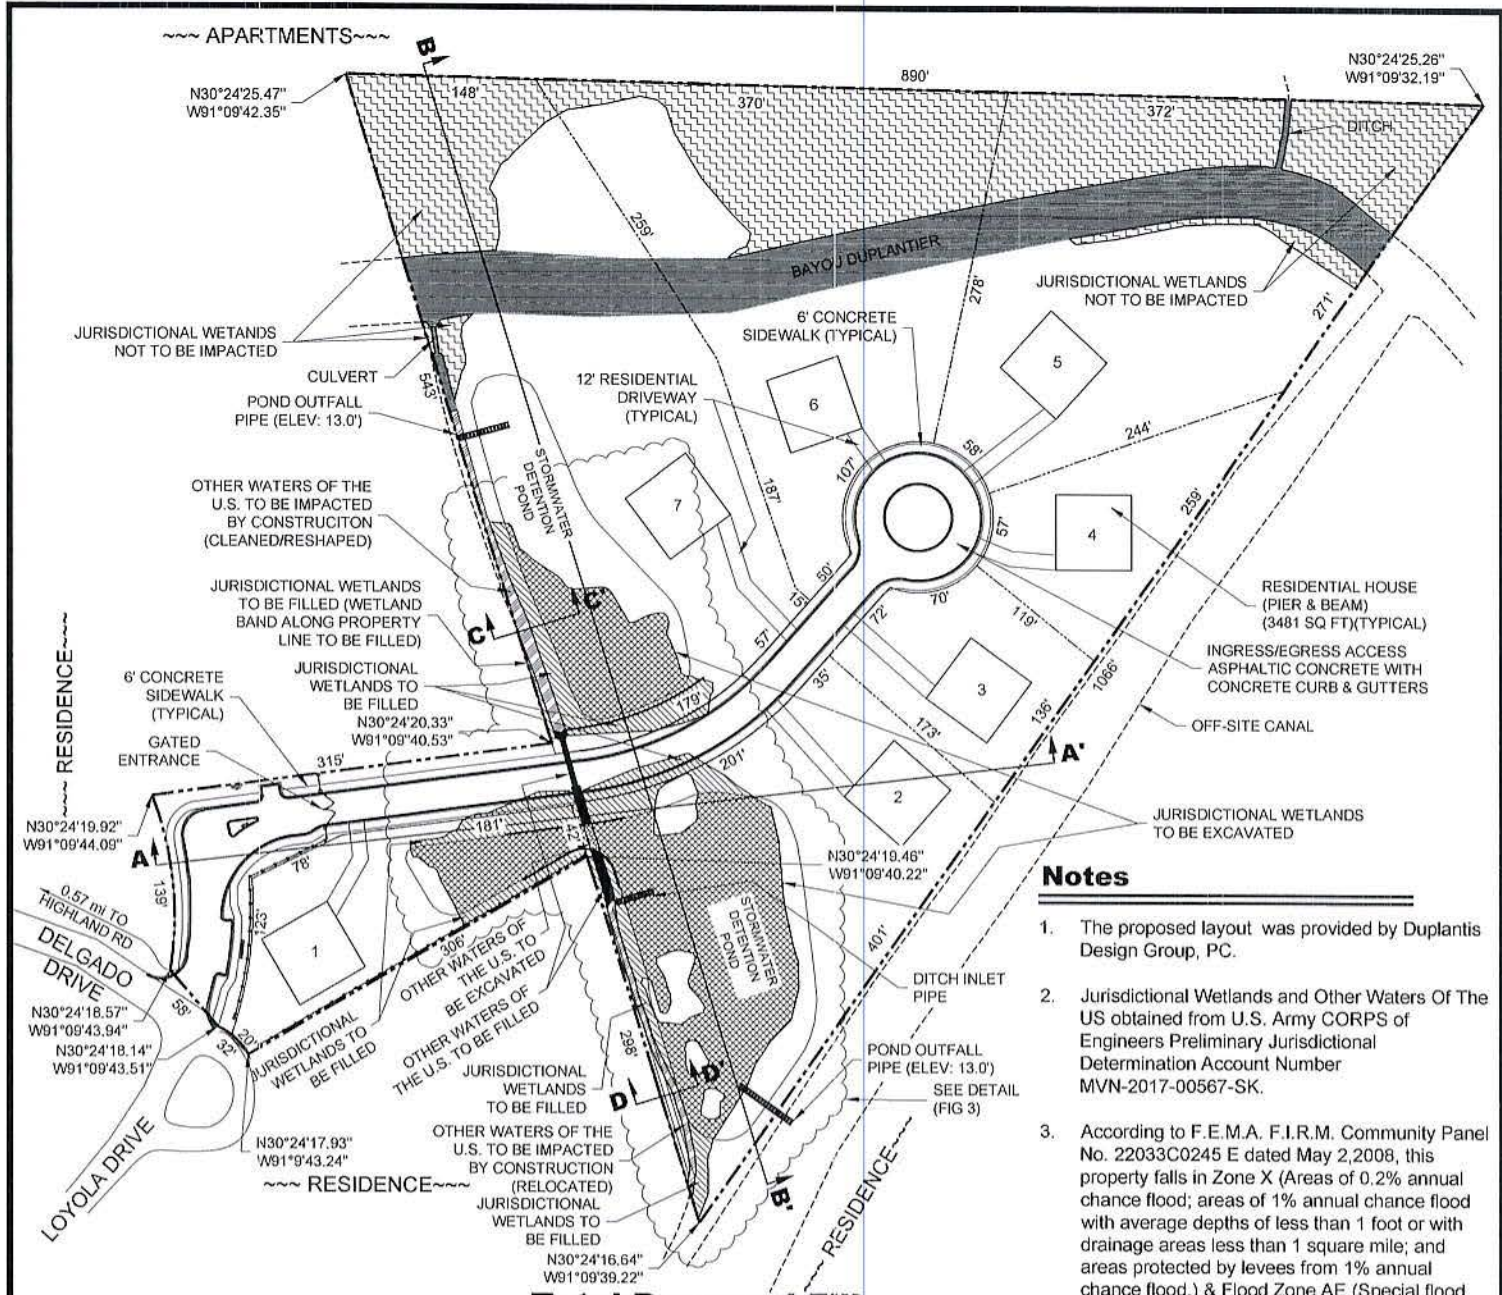 ~~~ APARTMENTS~~~
B
N30°24'25.47"
W91°09'42.35"
148'
370'
890'
372'
N30°24'25.26"
W91°09'32.19"
DITCH
259'
BAYOU DUPLANTIER
278'
JURISDICTIONAL WETLANDS
NOT TO BE IMPACTED
271'
JURISDICTIONAL WETANDS
NOT TO BE IMPACTED
CULVERT
543'
POND OUTFALL
PIPE (ELEV: 13.0')
6' CONCRETE
SIDEWALK (TYPICAL)
12' RESIDENTIAL
DRIVEWAY
(TYPICAL)
5
6
7
4
STORMWATER
DETENTION
POND
187'
107'
58'
57'
244'
259'
OTHER WATERS OF THE
U.S. TO BE IMPACTED
BY CONSTRUCITON
(CLEANED/RESHAPED)
JURISDICTIONAL WETLANDS
TO BE FILLED (WETLAND
BAND ALONG PROPERTY
LINE TO BE FILLED)
C
C'
50'
15'
57'
72'
70'
35'
119'
1066'
136'
173'
RESIDENTIAL HOUSE
(PIER & BEAM)
(3481 SQ FT)(TYPICAL)
INGRESS/EGRESS ACCESS
ASPHALTIC CONCRETE WITH
CONCRETE CURB & GUTTERS
OFF-SITE CANAL
~~~ RESIDENCE~~~
JURISDICTIONAL
WETLANDS TO
BE FILLED
N30°24'20.33"
W91°09"40.53"
6' CONCRETE
SIDEWALK
(TYPICAL)
GATED
ENTRANCE
315'
179'
201'
3
2
A'
JURISDICTIONAL WETLANDS
TO BE EXCAVATED
N30°24'19.92"
W91°09'44.09"
A
181'
42'
78'
139'
123'
1
306'
N30°24'19.46"
W91°09'40.22"
0.57 mi TO
HIGHLAND RD
DELGADO
DRIVE
N30°24'18.57"
W91°09'43.94"
N30°24'18.14"
W91°09'43.51"
58'
32'
20'
JURISDICTIONAL
WETLANDS TO
BE FILLED
OTHER WATERS OF
THE U.S. TO
BE EXCAVATED
OTHER WATERS OF
THE U.S. TO BE FILLED
STORMWATER
DETENTION
POND
401'
DITCH INLET
PIPE
298'
D
D'
POND OUTFALL
PIPE (ELEV: 13.0')
SEE DETAIL
(FIG 3)
JURISDICTIONAL
WETLANDS
TO BE FILLED
OTHER WATERS OF THE
U.S. TO BE IMPACTED
BY CONSTRUCTION
(RELOCATED)
JURISDICTIONAL
WETLANDS TO
BE FILLED
N30°24'16.64"
W91°09'39.22"
B'
N30°24'17.93"
W91°9'43.24"
~~~ RESIDENCE~~~
LOYOLA DRIVE
~~~ RESIDENCE~~~
Notes
1. The proposed layout was provided by Duplantis
Design Group, PC.
2. Jurisdictional Wetlands and Other Waters Of The
US obtained from U.S. Army CORPS of
Engineers Preliminary Jurisdictional
Determination Account Number
MVN-2017-00567-SK.
3. According to F.E.M.A. F.I.R.M. Community Panel
No. 22033C0245 E dated May 2,2008, this
property falls in Zone X (Areas of 0.2% annual
chance flood; areas of 1% annual chance flood
with average depths of less than 1 foot or with
drainage areas less than 1 square mile; and
areas protected by levees from 1% annual
chance flood.) & Flood Zone AE (Special flood